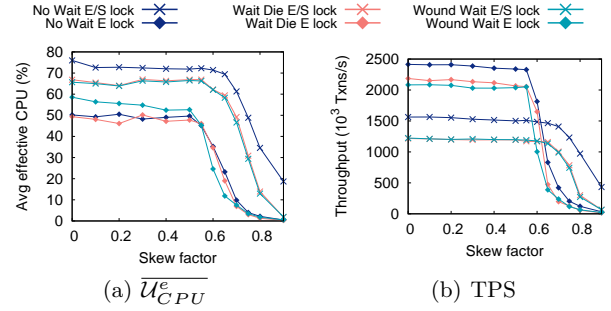 No Wait E/S lock Wait Die E/S lock Wound Wait E/S lock
No Wait E lock Wait Die E lock Wound Wait E lock
Avg effective CPU (%)
80
70
60
50
40
30
20
10
0
0 0.2 0.4 0.6 0.8
Skew factor
(a) $\overline{\mathcal{U}^e_{CPU}}$
Throughput (10³ Txns/s)
2500
2000
1500
1000
500
0
0 0.2 0.4 0.6 0.8
Skew factor
(b) TPS